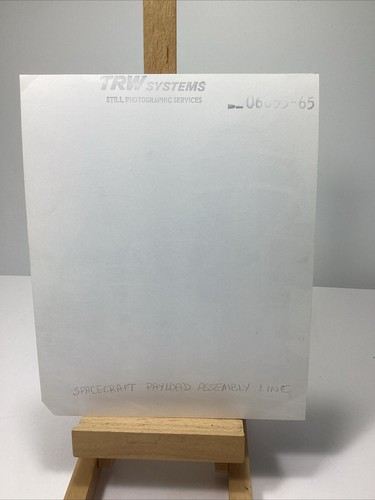 TRW SYSTEMS
STILL PHOTOGRAPHIC SERVICES
SPACECRAFT PAYLOAD ASSEMBLY LINE